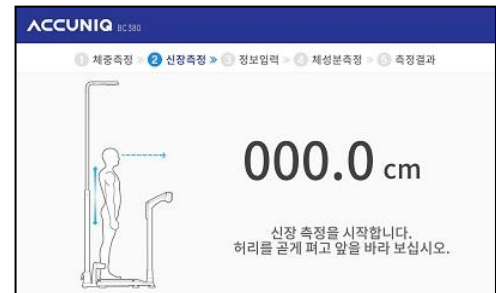 ACCUNIQ BC380
1 체중측정 » 2 신장측정 » 3 정보입력 » 4 체성분측정 » 5 측정결과
000.0 cm
신장 측정을 시작합니다.
허리를 곧게 펴고 앞을 바라 보십시오.